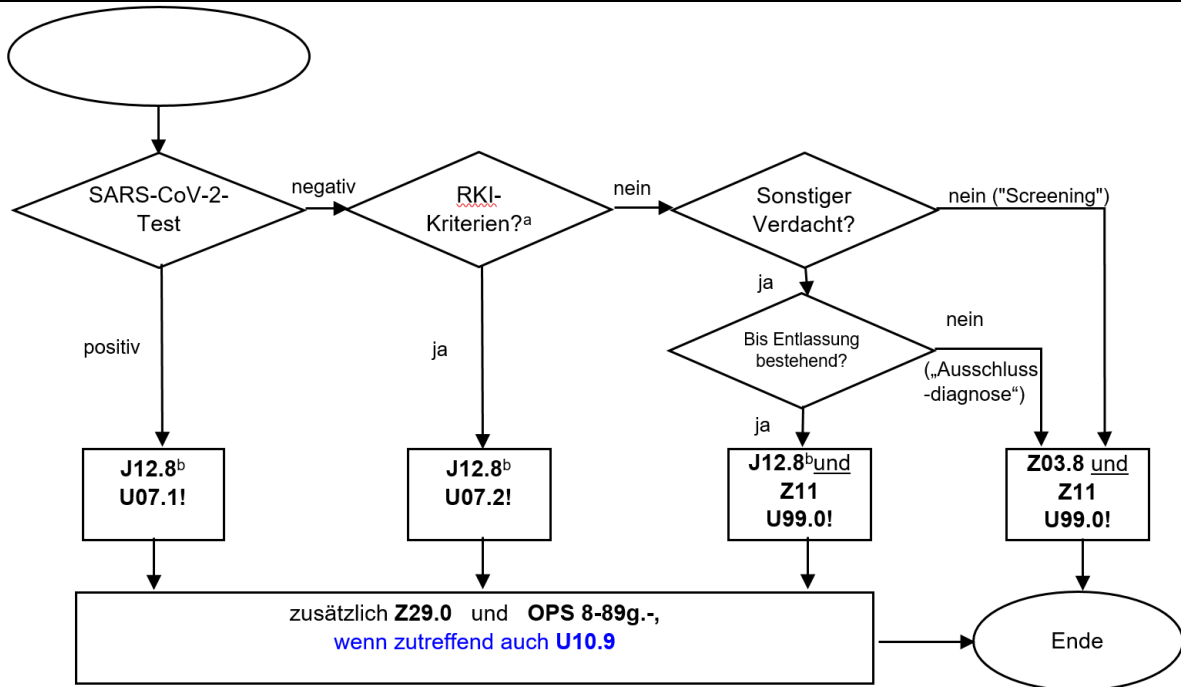 SARS-CoV-2-
Test
negativ
RKI-
Kriterien?ᵃ
nein
Sonstiger
Verdacht?
nein ("Screening")
ja
Bis Entlassung
bestehend?
nein
(„Ausschluss
-diagnose“)
positiv
ja
ja
J12.8ᵇ
U07.1!
J12.8ᵇ
U07.2!
J12.8ᵇ und
Z11
U99.0!
Z03.8 und
Z11
U99.0!
zusätzlich Z29.0 und OPS 8-89g.-,
wenn zutreffend auch U10.9
Ende